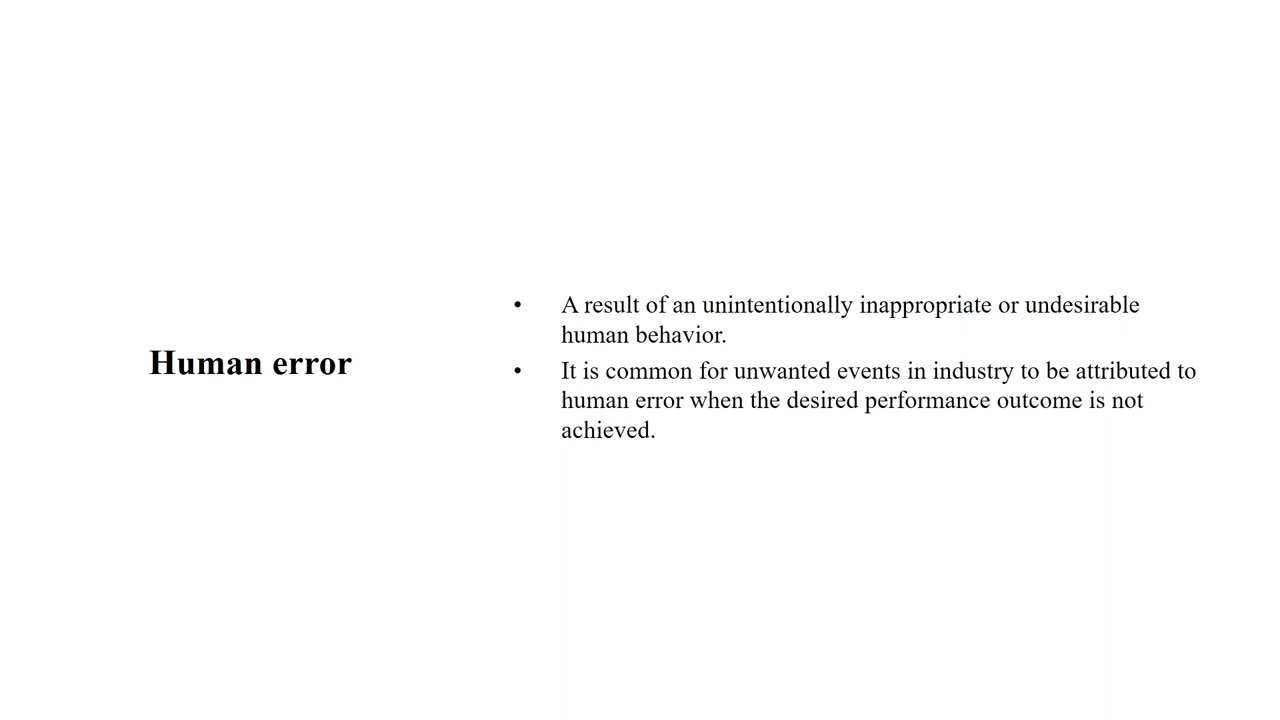 Human error
• A result of an unintentionally inappropriate or undesirable
human behavior.
• It is common for unwanted events in industry to be attributed to
human error when the desired performance outcome is not
achieved.